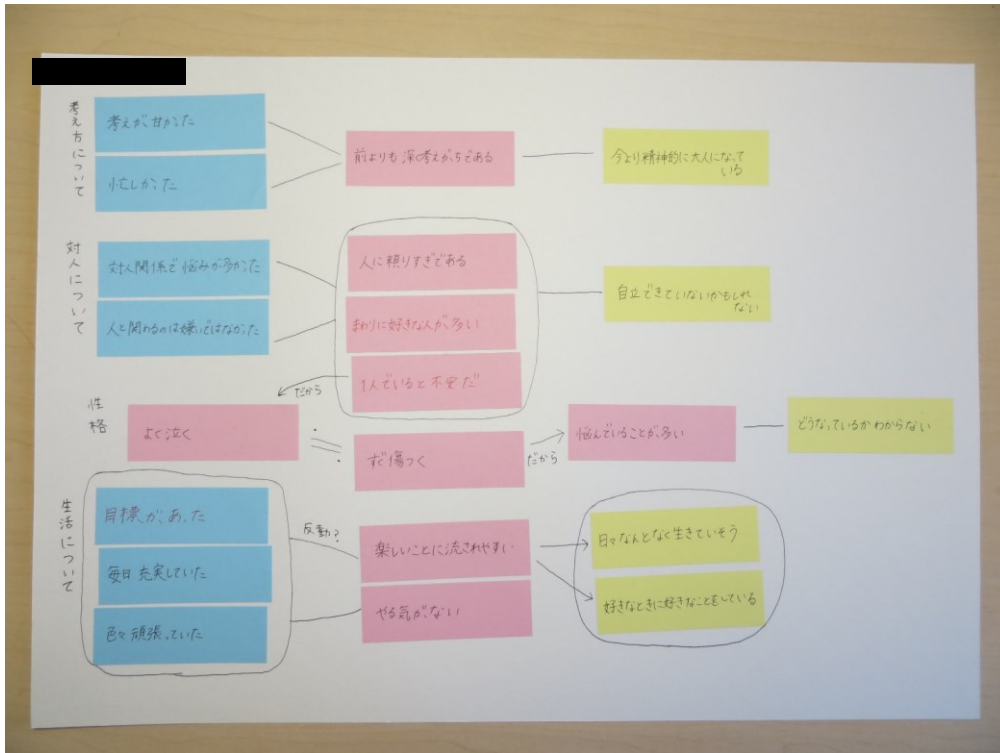 考え方について
考えが甘かった
忙しかった
前よりも深く考えがちである
今より精神的に大人になって
いる
対人について
対人関係で悩みが多かった
人と関わるのは嫌いではなかった
人に頼りすぎである
まわりに好きな人が多い
1人でいると不安だ
自立できていないかもしれ
ない
だから
性格
よく泣く
すぐ傷つく
だから
悩んでいることが多い
どうなっているかわからない
生活について
目標があった
毎日充実していた
色々頑張っていた
反動?
楽しいことに流されやすい
やる気がない
日々なんとなく生きていそう
好きなときに好きなことをしている